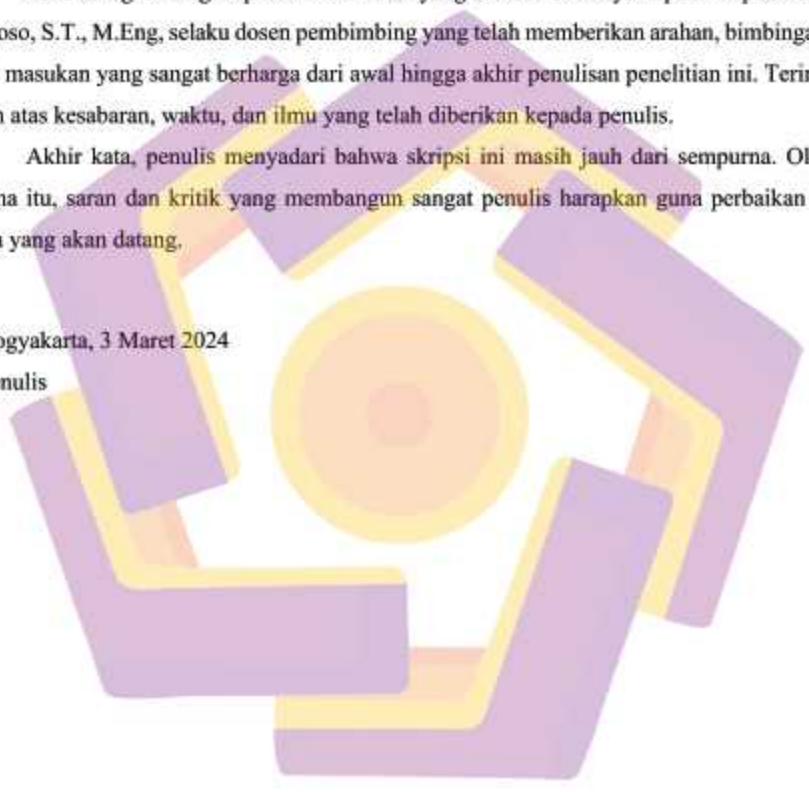 oso, S.T., M.Eng, selaku dosen pembimbing yang telah memberikan arahan, bimbinga
masukan yang sangat berharga dari awal hingga akhir penulisan penelitian ini. Teri
atas kesabaran, waktu, dan ilmu yang telah diberikan kepada penulis.
Akhir kata, penulis menyadari bahwa skripsi ini masih jauh dari sempurna. Ol
na itu, saran dan kritik yang membangun sangat penulis harapkan guna perbaikan
yang akan datang.
ogyakarta, 3 Maret 2024
nulis